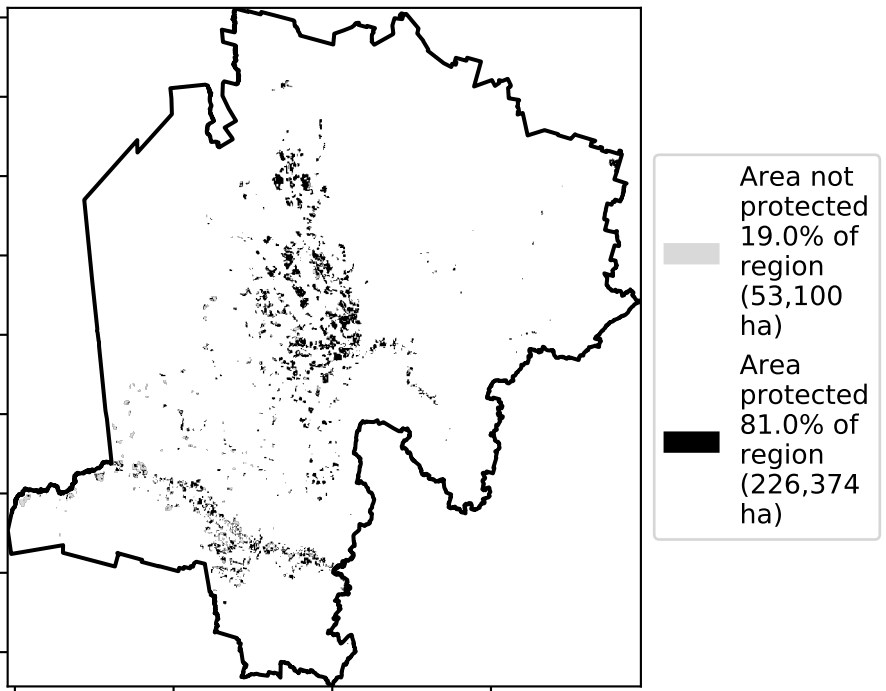 Area not
protected
19.0% of
region
(53,100
ha)
Area
protected
81.0% of
region
(226,374
ha)